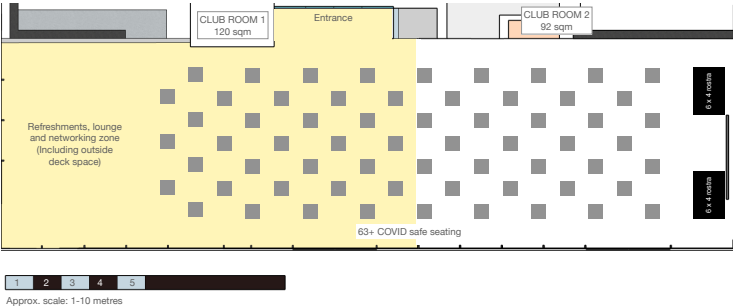 CLUB ROOM 1
120 sqm
Entrance
CLUB ROOM 2
92 sqm
Refreshments, lounge
and networking zone
(Including outside
deck space)
6 x 4 rostra
6 x 4 rostra
63+ COVID safe seating
1 2 3 4 5
Approx. scale: 1-10 metres